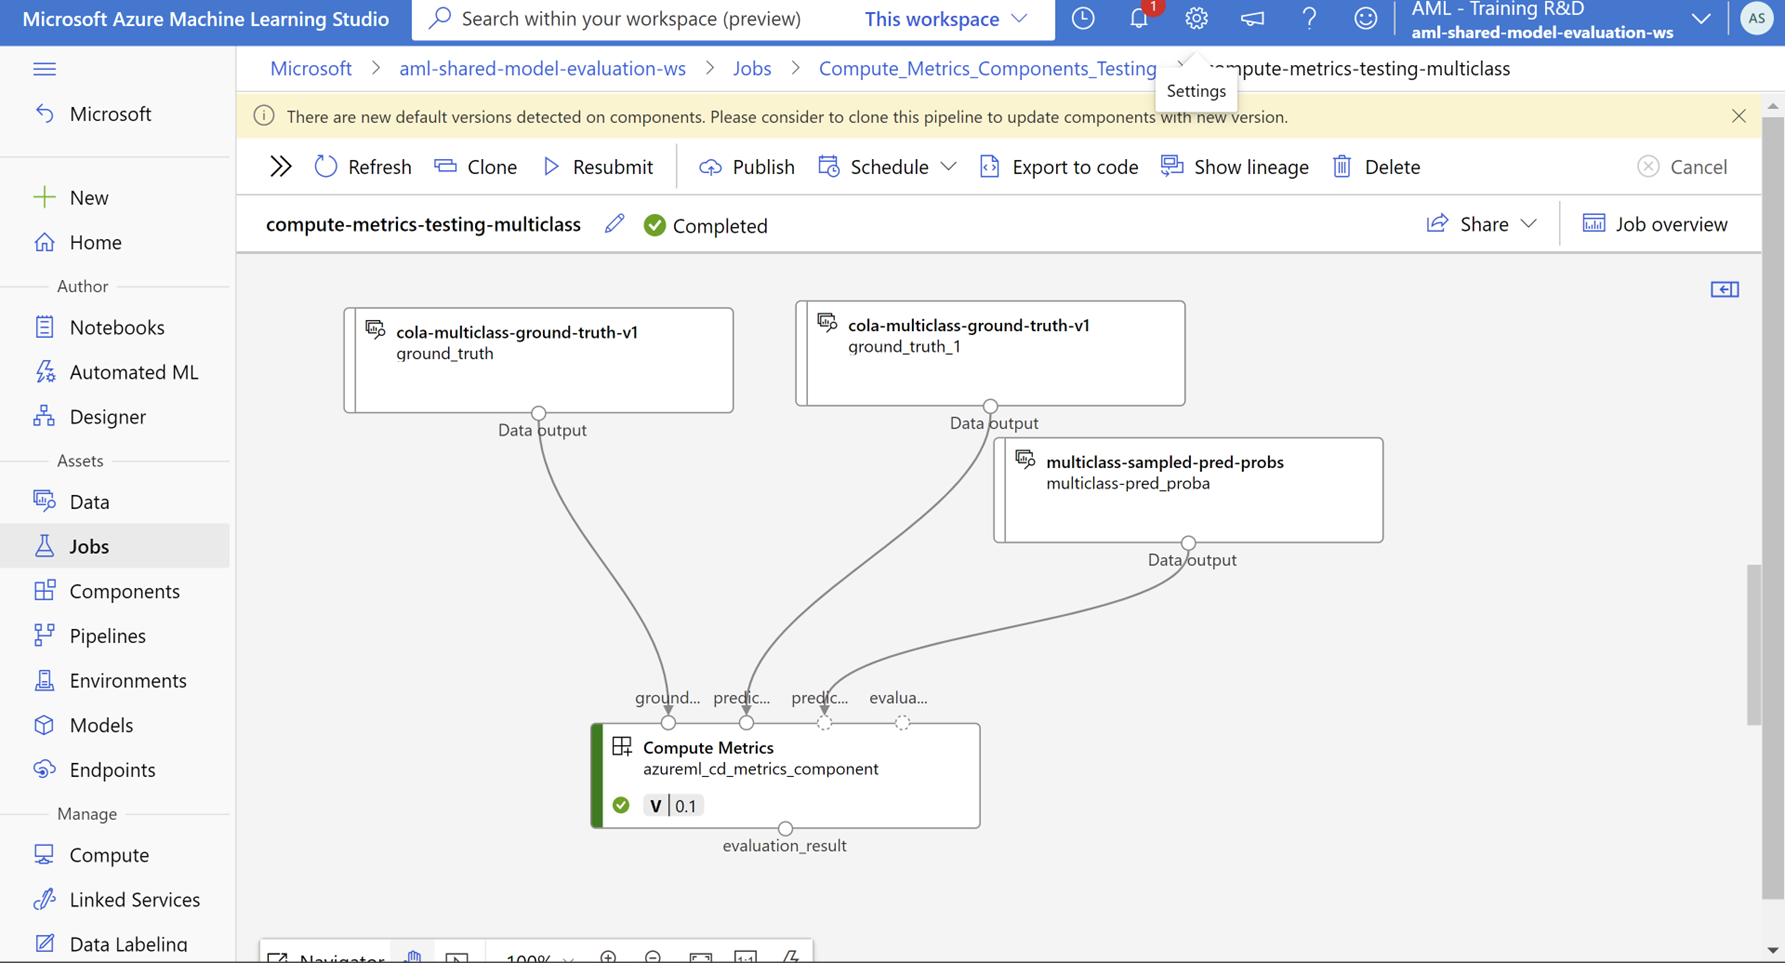 Microsoft Azure Machine Learning Studio
Search within your workspace (preview)
This workspace
1
AML - Training R&D
aml-shared-model-evaluation-ws
AS
Microsoft > aml-shared-model-evaluation-ws > Jobs > Compute_Metrics_Components_Testing > compute-metrics-testing-multiclass
Settings
There are new default versions detected on components. Please consider to clone this pipeline to update components with new version.
Refresh Clone Resubmit Publish Schedule Export to code Show lineage Delete Cancel
compute-metrics-testing-multiclass Completed Share Job overview
Microsoft
New
Home
Author
Notebooks
Automated ML
Designer
Assets
Data
Jobs
Components
Pipelines
Environments
Models
Endpoints
Manage
Compute
Linked Services
Data Labeling
cola-multiclass-ground-truth-v1
ground_truth
Data output
cola-multiclass-ground-truth-v1
ground_truth_1
Data output
multiclass-sampled-pred-probs
multiclass-pred_proba
Data output
ground... predic... predic... evalua...
Compute Metrics
azureml_cd_metrics_component
V 0.1
evaluation_result
Navigator 100% 1:1